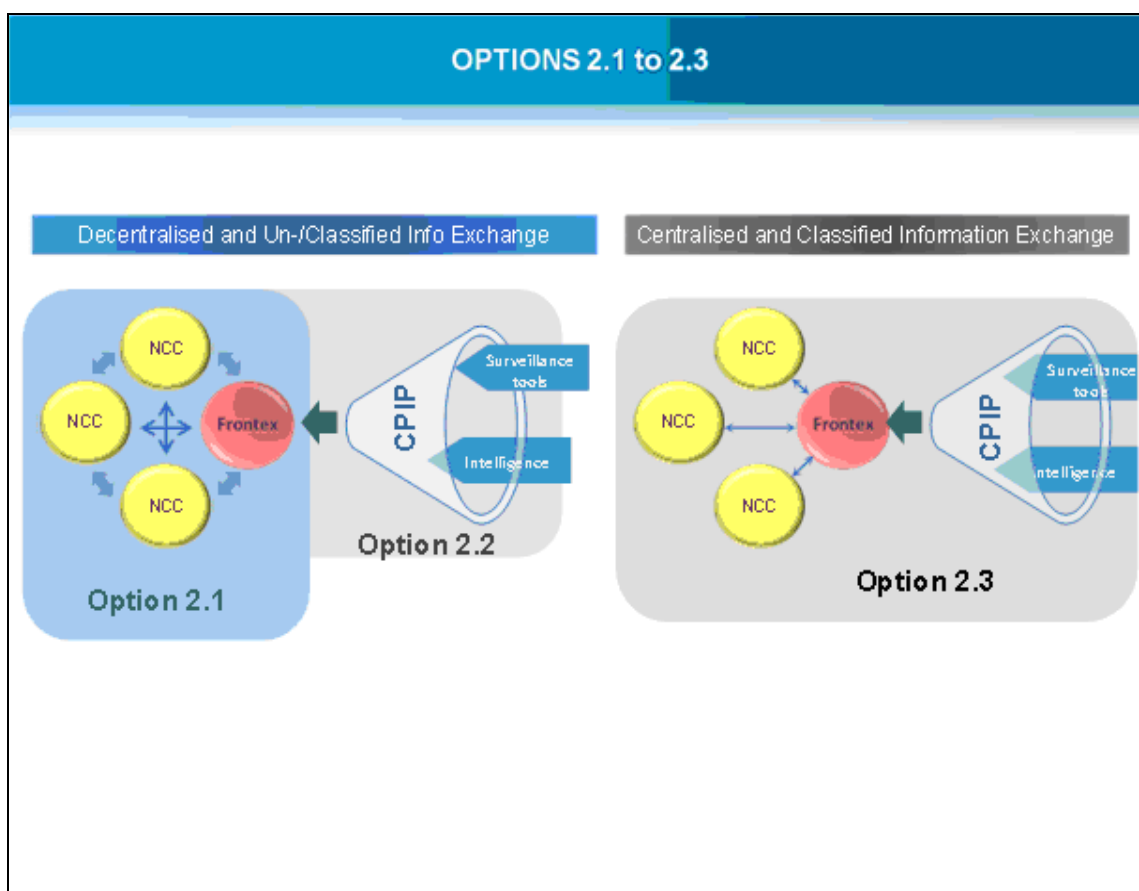 OPTIONS 2.1 to 2.3
Decentralised and Un-/Classified Info Exchange
NCC
NCC
Frontex
NCC
CPIP
Surveillance
tools
Intelligence
Option 2.2
Option 2.1
Centralised and Classified Information Exchange
NCC
NCC
Frontex
NCC
CPIP
Surveillance
tools
Intelligence
Option 2.3